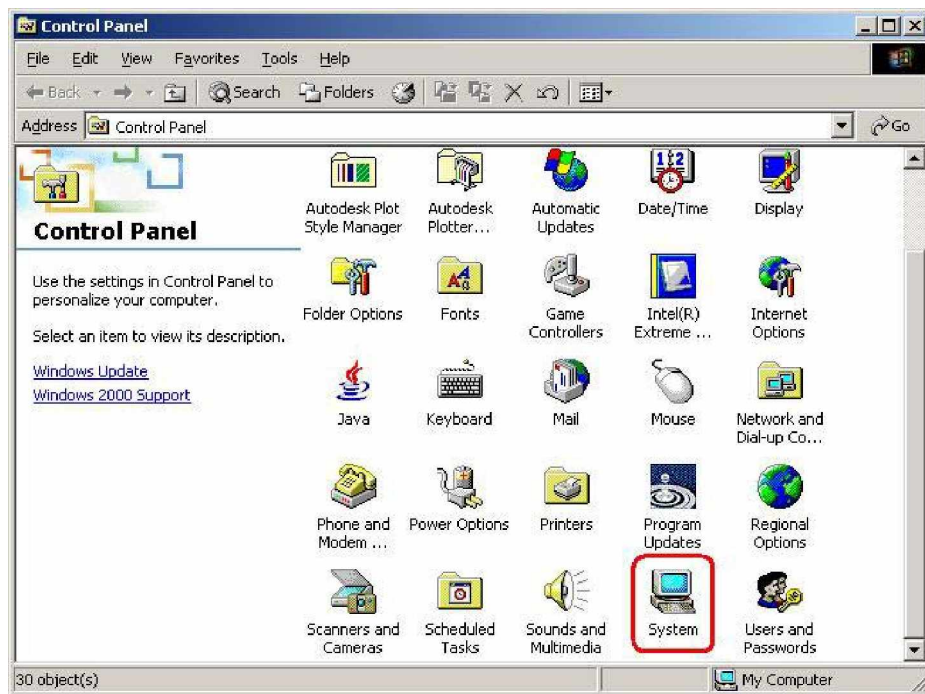 Control Panel
File Edit View Favorites Tools Help
Back Search Folders
Address Control Panel Go
Control Panel
Use the settings in Control Panel to
personalize your computer.
Select an item to view its description.
Windows Update
Windows 2000 Support
Autodesk Plot
Style Manager
Autodesk
Plotter...
Automatic
Updates
Date/Time
Display
Folder Options
Fonts
Game
Controllers
Intel(R)
Extreme ...
Internet
Options
Java
Keyboard
Mail
Mouse
Network and
Dial-up Co...
Phone and
Modem ...
Power Options
Printers
Program
Updates
Regional
Options
Scanners and
Cameras
Scheduled
Tasks
Sounds and
Multimedia
System
Users and
Passwords
30 object(s) My Computer